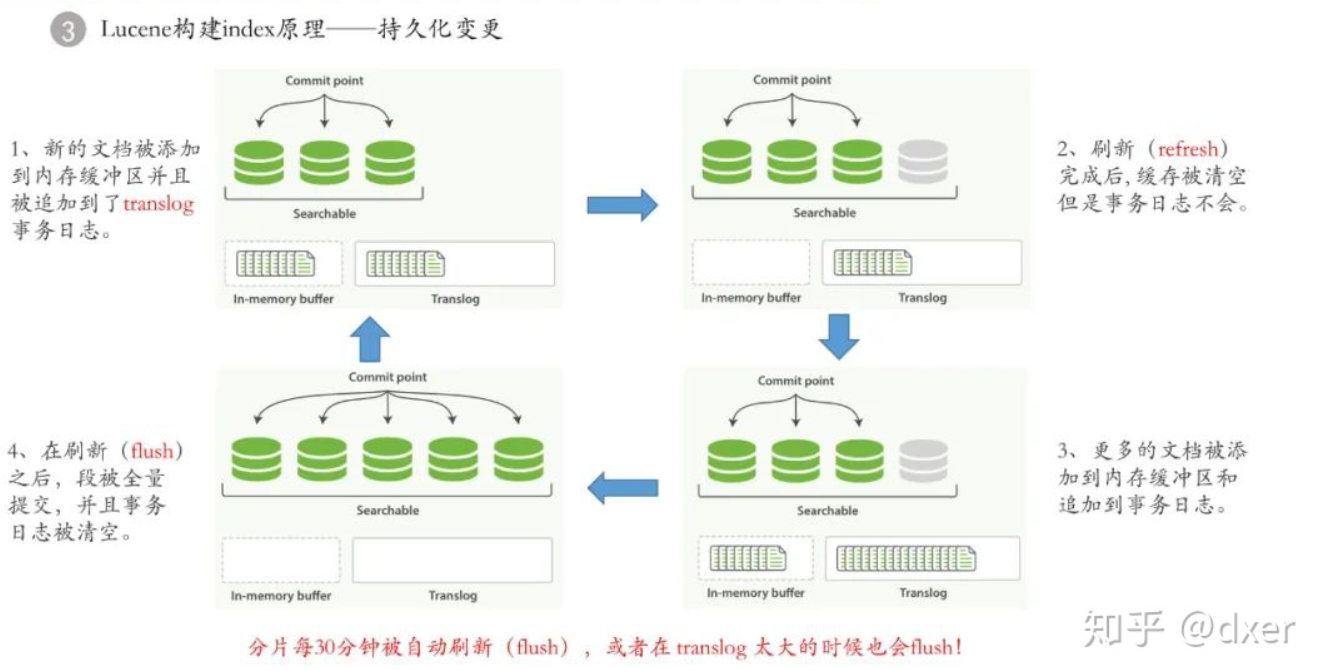 3 Lucene构建index原理——持久化变更
1、新的文档被添加
到内存缓冲区并且
被追加到了translog
事务日志。
Commit point
Searchable
In-memory buffer
Translog
Commit point
Searchable
In-memory buffer
Translog
2、刷新（refresh）
完成后,缓存被清空
但是事务日志不会。
4、在刷新（flush）
之后，段被全量
提交，并且事务
日志被清空。
Commit point
Searchable
In-memory buffer
Translog
Commit point
Searchable
In-memory buffer
Translog
3、更多的文档被添
加到内存缓冲区和
追加到事务日志。
分片每30分钟被自动刷新（flush），或者在 translog 太大的时候也会flush！
知乎 @dxer